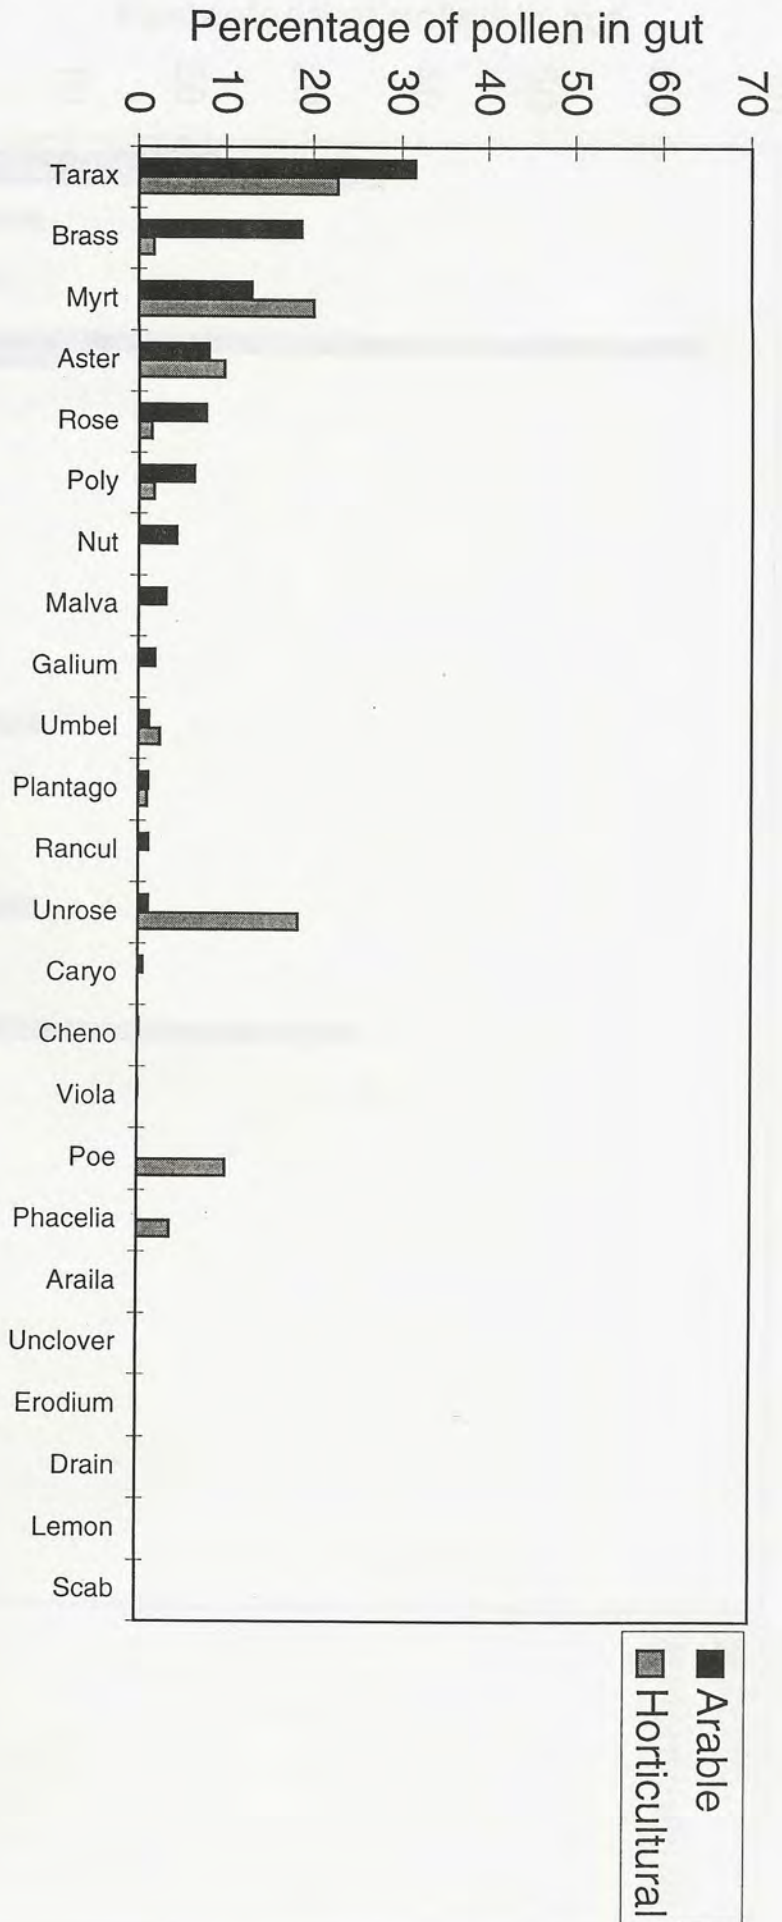 Percentage of pollen in gut
0 10 20 30 40 50 60 70
Tarax
Brass
Myrt
Aster
Rose
Poly
Nut
Malva
Galium
Umbel
Plantago
Rancul
Unrose
Caryo
Cheno
Viola
Poe
Phacelia
Araila
Unclover
Erodium
Drain
Lemon
Scab
Arable
Horticultural